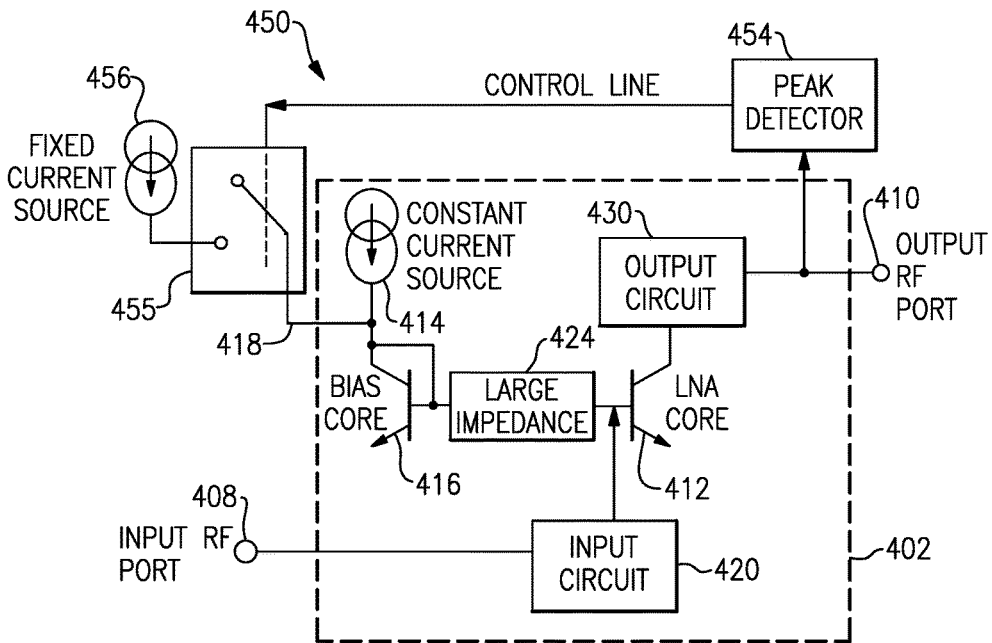 450
454
456
CONTROL LINE
PEAK
DETECTOR
FIXED
CURRENT
SOURCE
CONSTANT
CURRENT
SOURCE
430
410
OUTPUT
RF
PORT
OUTPUT
CIRCUIT
455
418
414
424
BIAS
CORE
LARGE
IMPEDANCE
LNA
CORE
416
412
408
INPUT RF
PORT
INPUT
CIRCUIT
420
402